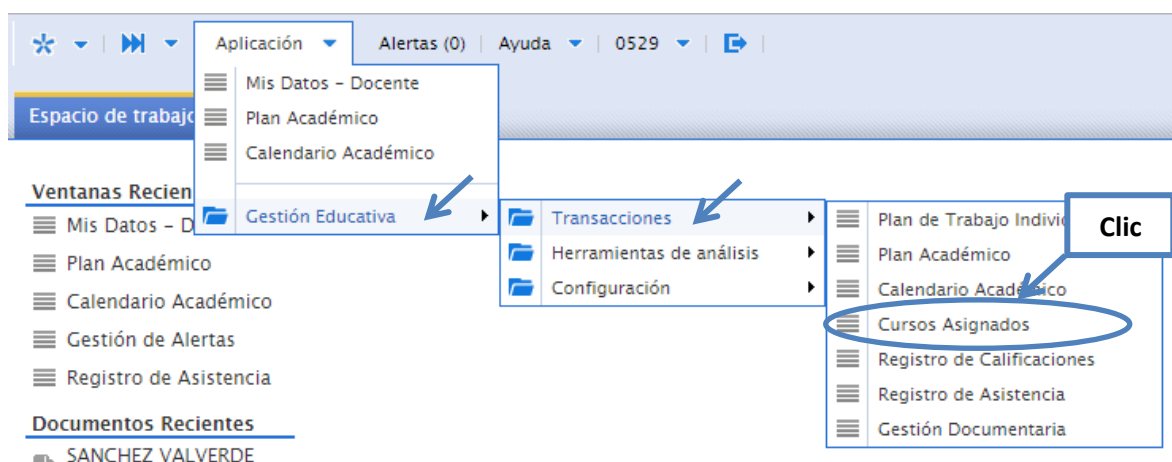 Aplicación Alertas (0) | Ayuda | 0529
Mis Datos – Docente
Espacio de trabajo
Plan Académico
Calendario Académico
Ventanas Recien
Gestión Educativa
Transacciones
Herramientas de análisis
Configuración
Plan de Trabajo Indivi
Clic
Plan Académico
Calendario Académico
Cursos Asignados
Registro de Calificaciones
Registro de Asistencia
Gestión Documentaria
Mis Datos – D
Plan Académico
Calendario Académico
Gestión de Alertas
Registro de Asistencia
Documentos Recientes
SANCHEZ VALVERDE